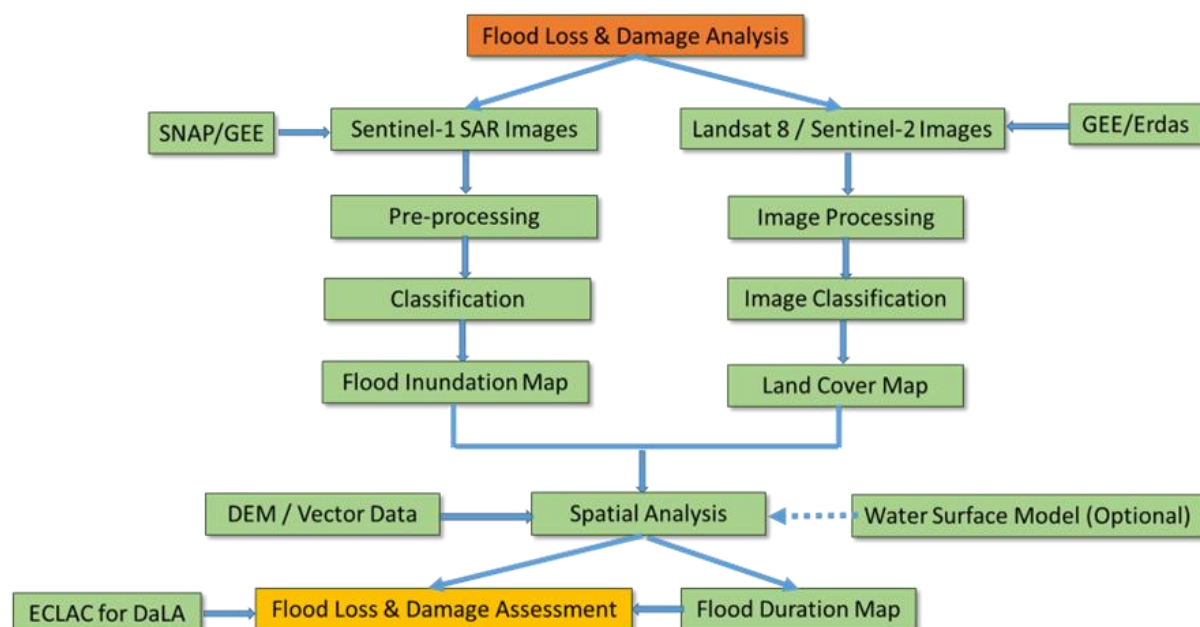 Flood Loss & Damage Analysis
SNAP/GEE
Sentinel-1 SAR Images
Landsat 8 / Sentinel-2 Images
GEE/Erdas
Pre-processing
Image Processing
Classification
Image Classification
Flood Inundation Map
Land Cover Map
DEM / Vector Data
Spatial Analysis
Water Surface Model (Optional)
ECLAC for DaLA
Flood Loss & Damage Assessment
Flood Duration Map